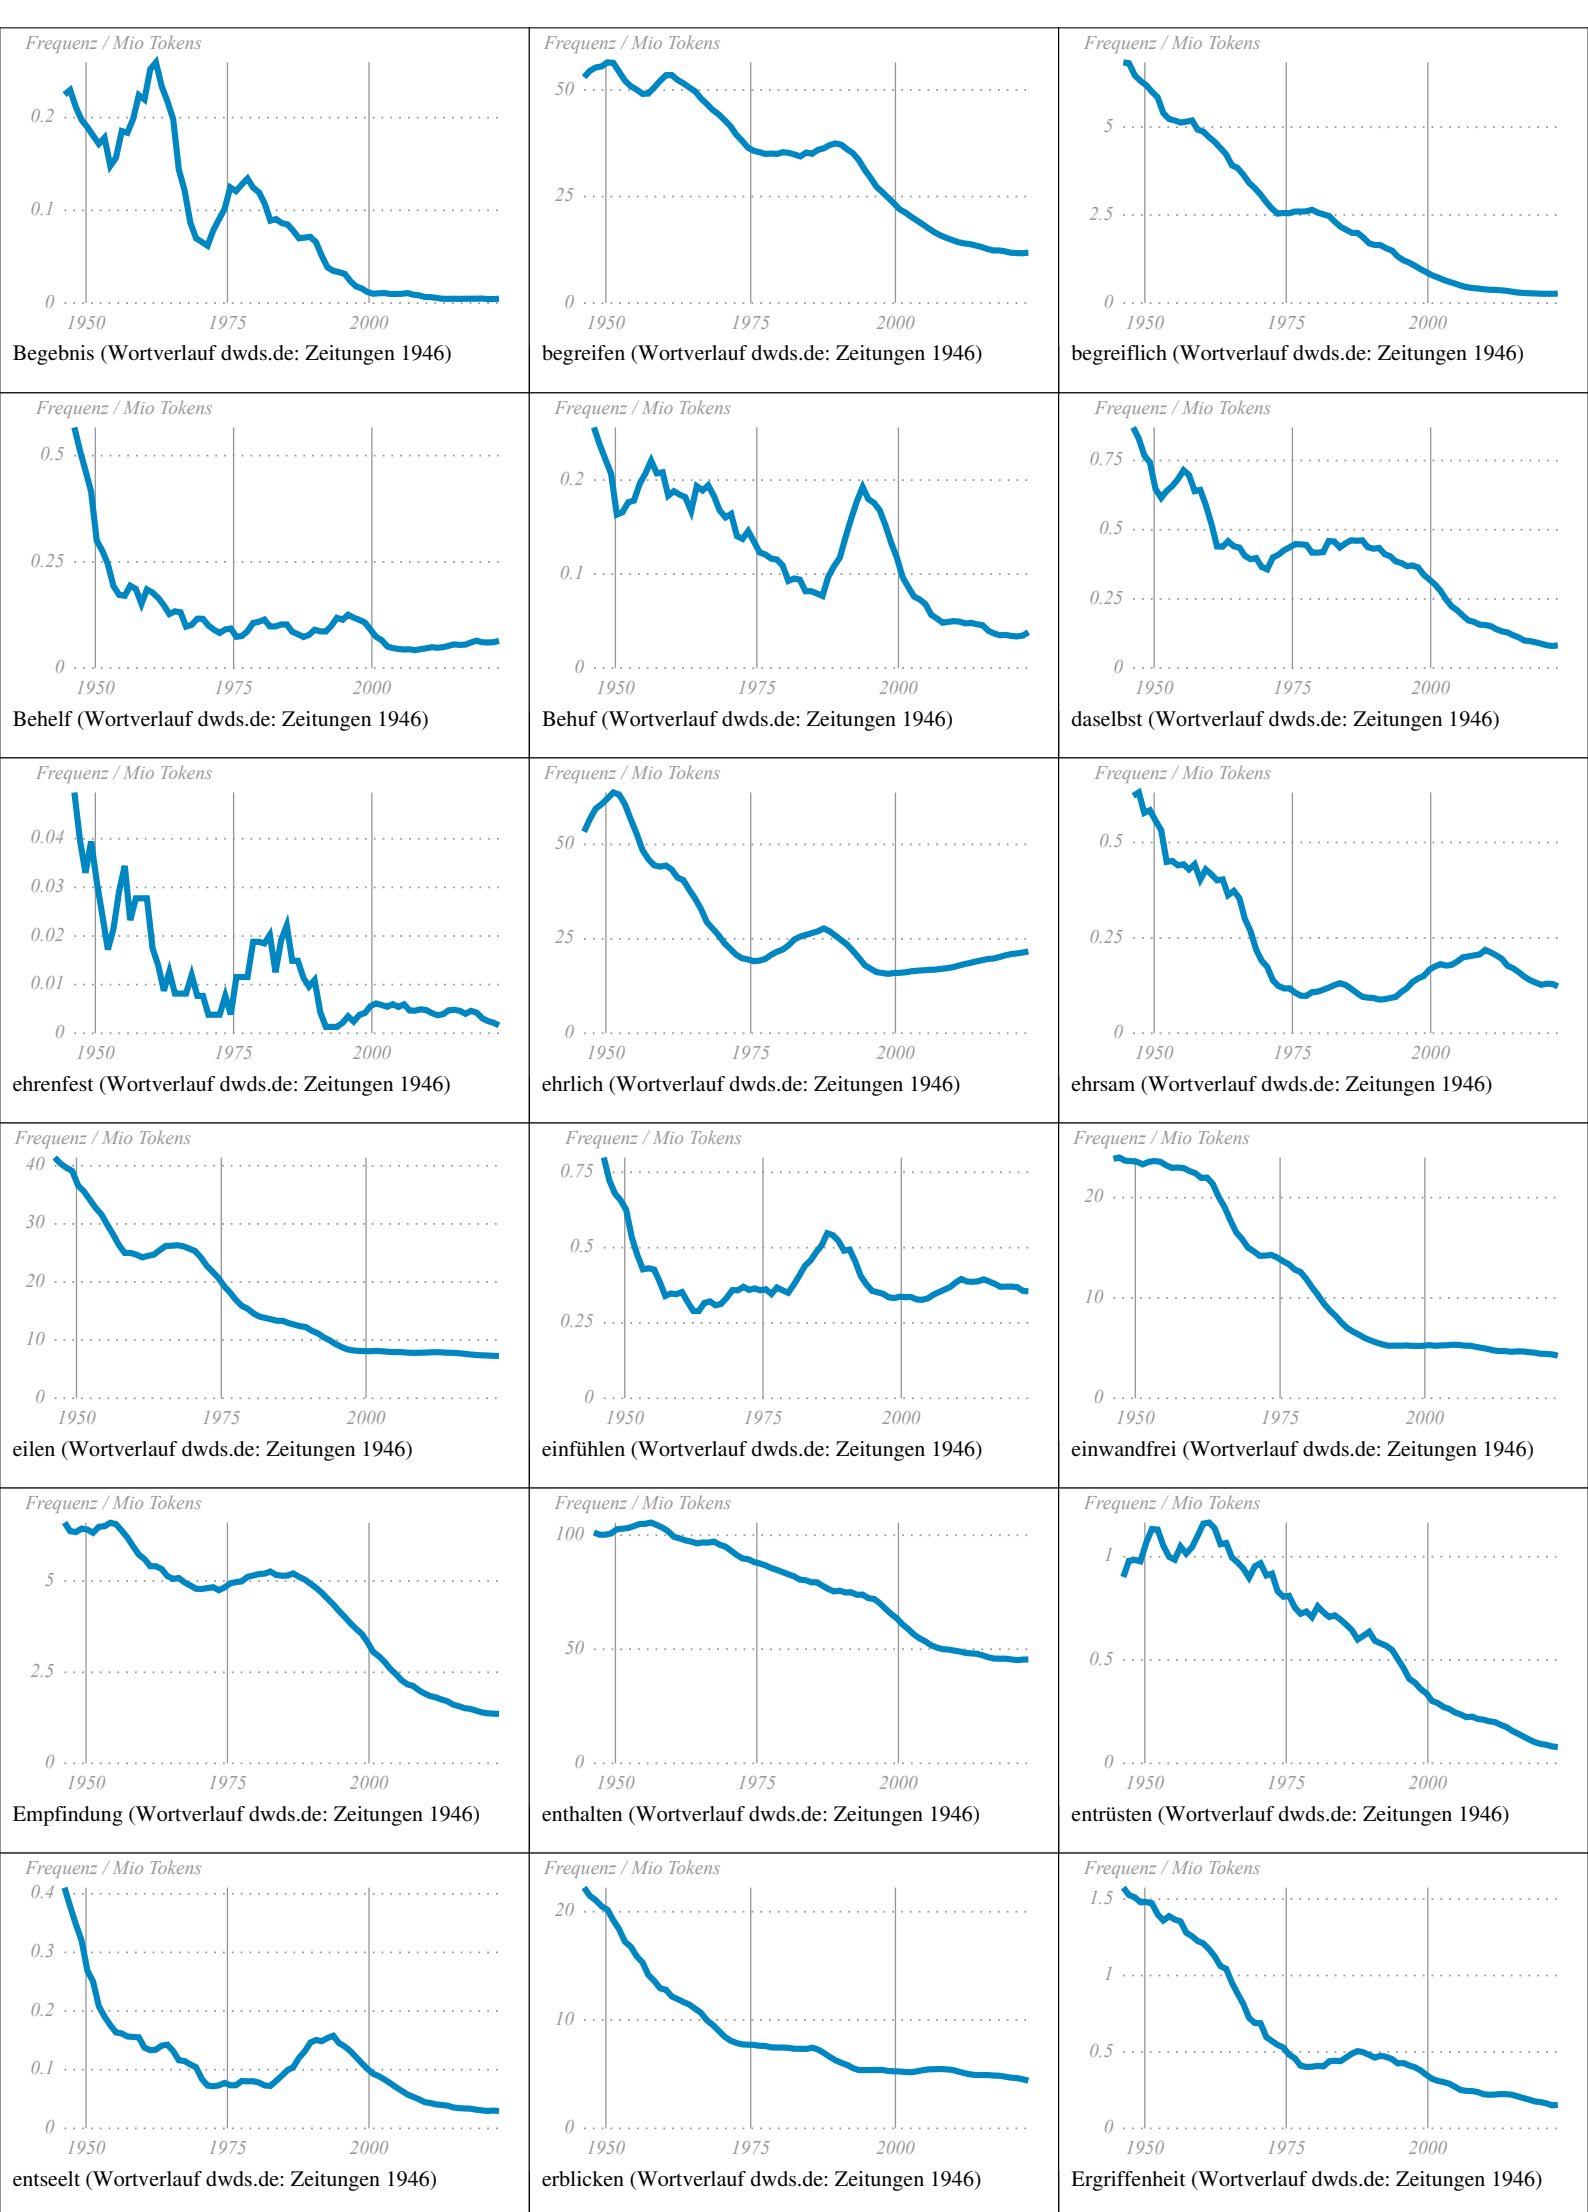 Frequenz / Mio Tokens
0.2
0.1
0
1950 1975 2000
Begebnis (Wortverlauf dwds.de: Zeitungen 1946)
Frequenz / Mio Tokens
50
25
0
1950 1975 2000
begreifen (Wortverlauf dwds.de: Zeitungen 1946)
Frequenz / Mio Tokens
5
2.5
0
1950 1975 2000
begreiflich (Wortverlauf dwds.de: Zeitungen 1946)
Frequenz / Mio Tokens
0.5
0.25
0
1950 1975 2000
Behelf (Wortverlauf dwds.de: Zeitungen 1946)
Frequenz / Mio Tokens
0.2
0.1
0
1950 1975 2000
Behuf (Wortverlauf dwds.de: Zeitungen 1946)
Frequenz / Mio Tokens
0.75
0.5
0.25
0
1950 1975 2000
daselbst (Wortverlauf dwds.de: Zeitungen 1946)
Frequenz / Mio Tokens
0.04
0.03
0.02
0.01
0
1950 1975 2000
ehrenfest (Wortverlauf dwds.de: Zeitungen 1946)
Frequenz / Mio Tokens
50
25
0
1950 1975 2000
ehrlich (Wortverlauf dwds.de: Zeitungen 1946)
Frequenz / Mio Tokens
0.5
0.25
0
1950 1975 2000
ehrsam (Wortverlauf dwds.de: Zeitungen 1946)
Frequenz / Mio Tokens
40
30
20
10
0
1950 1975 2000
eilen (Wortverlauf dwds.de: Zeitungen 1946)
Frequenz / Mio Tokens
0.75
0.5
0.25
0
1950 1975 2000
einfühlen (Wortverlauf dwds.de: Zeitungen 1946)
Frequenz / Mio Tokens
20
10
0
1950 1975 2000
einwandfrei (Wortverlauf dwds.de: Zeitungen 1946)
Frequenz / Mio Tokens
5
2.5
0
1950 1975 2000
Empfindung (Wortverlauf dwds.de: Zeitungen 1946)
Frequenz / Mio Tokens
100
50
0
1950 1975 2000
enthalten (Wortverlauf dwds.de: Zeitungen 1946)
Frequenz / Mio Tokens
1
0.5
0
1950 1975 2000
entrüsten (Wortverlauf dwds.de: Zeitungen 1946)
Frequenz / Mio Tokens
0.4
0.3
0.2
0.1
0
1950 1975 2000
entseelt (Wortverlauf dwds.de: Zeitungen 1946)
Frequenz / Mio Tokens
20
10
0
1950 1975 2000
erblicken (Wortverlauf dwds.de: Zeitungen 1946)
Frequenz / Mio Tokens
1.5
1
0.5
0
1950 1975 2000
Ergriffenheit (Wortverlauf dwds.de: Zeitungen 1946)